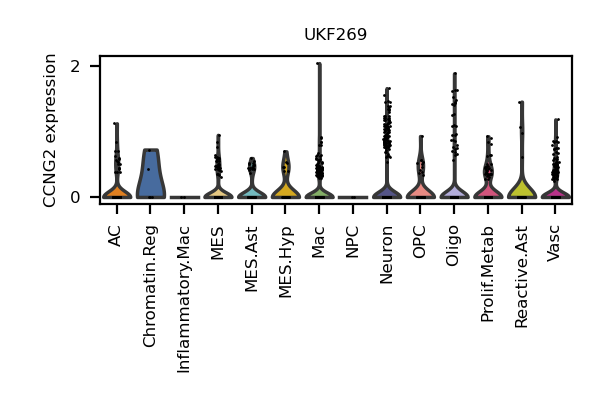 UKF269
CCNG2 expression
2
0
AC
Chromatin.Reg
Inflammatory.Mac
MES
MES.Ast
MES.Hyp
Mac
NPC
Neuron
OPC
Oligo
Prolif.Metab
Reactive.Ast
Vasc